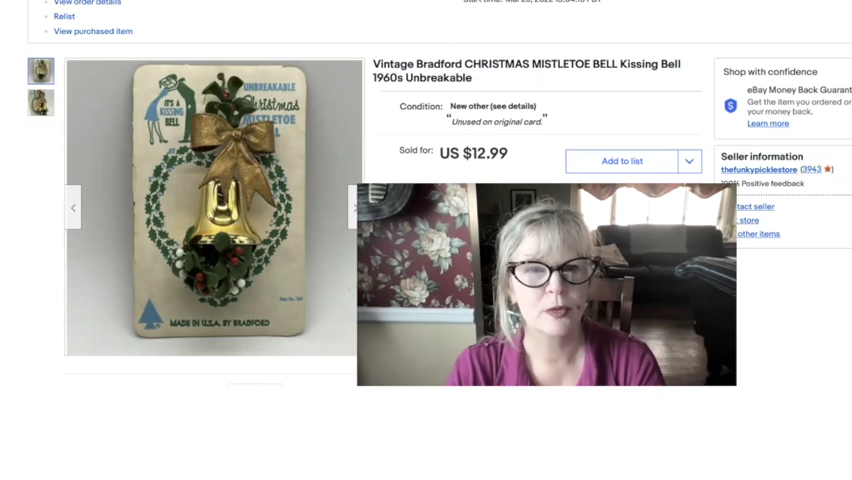 View order details
Relist
View purchased item
Vintage Bradford CHRISTMAS MISTLETOE BELL Kissing Bell
1960s Unbreakable
Condition: New other (see details)
“Unused on original card.”
Sold for: US $12.99
Add to list
Shop with confidence
eBay Money Back Guarant
Get the item you ordered or
your money back.
Learn more
Seller information
thefunkypicklestore (3943 ★)
100% Positive feedback
tact seller
store
other items
IT'S A
KISSING
BELL
UNBREAKABLE
Christmas
MISTLETOE
MADE IN U.S.A. BY BRADFORD